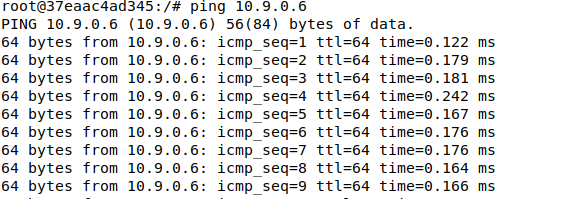 root@37eaac4ad345:/# ping 10.9.0.6
PING 10.9.0.6 (10.9.0.6) 56(84) bytes of data.
64 bytes from 10.9.0.6: icmp_seq=1 ttl=64 time=0.122 ms
64 bytes from 10.9.0.6: icmp_seq=2 ttl=64 time=0.179 ms
64 bytes from 10.9.0.6: icmp_seq=3 ttl=64 time=0.181 ms
64 bytes from 10.9.0.6: icmp_seq=4 ttl=64 time=0.242 ms
64 bytes from 10.9.0.6: icmp_seq=5 ttl=64 time=0.167 ms
64 bytes from 10.9.0.6: icmp_seq=6 ttl=64 time=0.176 ms
64 bytes from 10.9.0.6: icmp_seq=7 ttl=64 time=0.176 ms
64 bytes from 10.9.0.6: icmp_seq=8 ttl=64 time=0.164 ms
64 bytes from 10.9.0.6: icmp_seq=9 ttl=64 time=0.166 ms